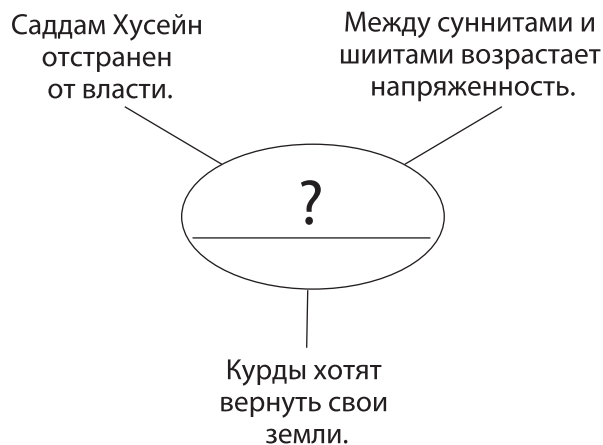 Саддам Хусейн
отстранен
от власти.
Между суннитами и
шиитами возрастает
напряженность.
?
Курды хотят
вернуть свои
земли.